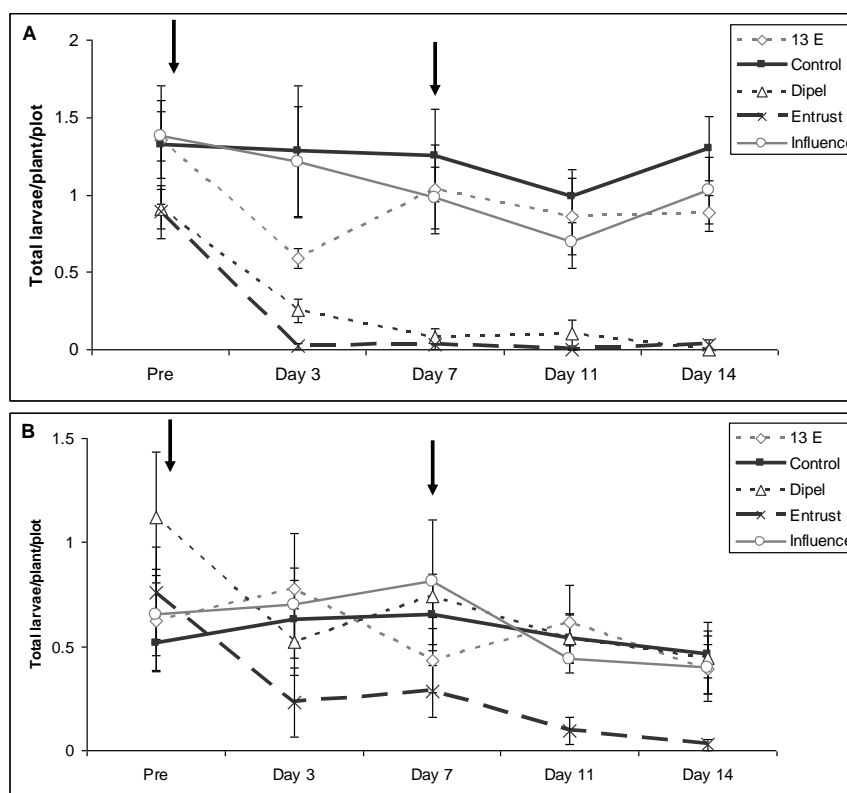 A
Total larvae/plant/plot
2
1.5
1
0.5
0
Pre Day 3 Day 7 Day 11 Day 14
13 E
Control
Dipel
Entrust
Influence
B
Total larvae/plant/plot
1.5
1
0.5
0
Pre Day 3 Day 7 Day 11 Day 14
13 E
Control
Dipel
Entrust
Influence